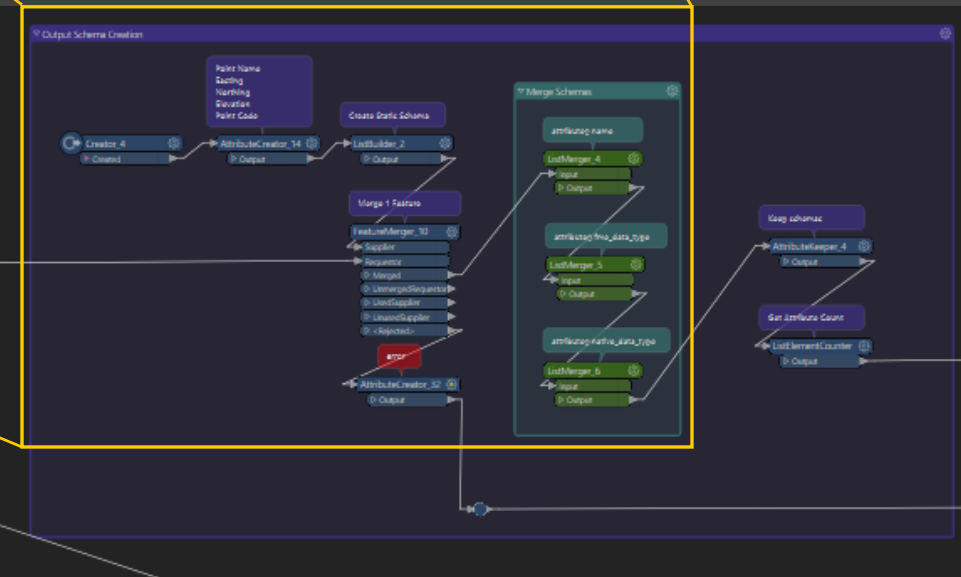 Output Schema Creation
Point Name
Easting
Northing
Elevation
Point Code
Creator_4
Created
AttributeCreator_14
Output
Create Static Schema
ListBuilder_2
Output
Merge 1 Feature
FeatureMerger_10
Supplier
Requestor
Merged
UnmergedRequestor
UsedSupplier
UnusedSupplier
<Rejected>
error
AttributeCreator_32
Output
Merge Schemas
attribute{}.name
ListMerger_4
Input
Output
attribute{}.fme_data_type
ListMerger_5
Input
Output
attribute{}.native_data_type
ListMerger_6
Input
Output
Keep schemas
AttributeKeeper_4
Output
Get Attribute Count
ListElementCounter
Output